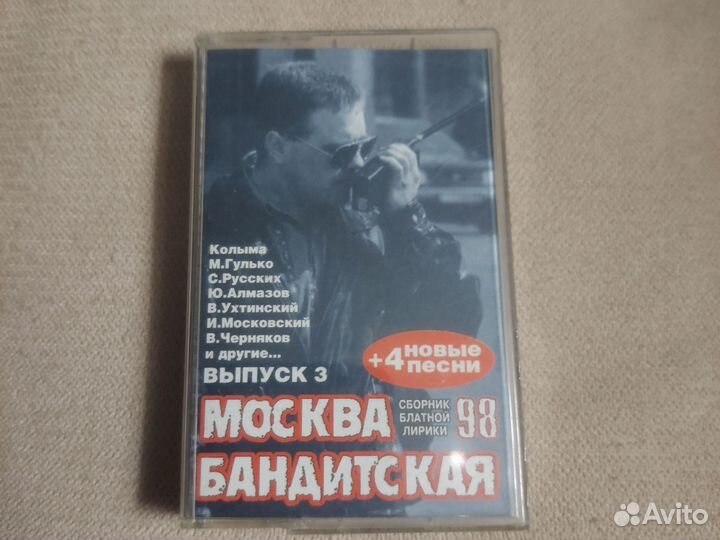 Колыма
М.Гулько
С.Русских
Ю.Алмазов
В.Ухтинский
И.Московский
В.Черняков
и другие...
+4 новые
песни
ВЫПУСК 3
МОСКВА
СБОРНИК
БЛАТНОЙ
ЛИРИКИ
98
БАНДИТСКАЯ
Avito